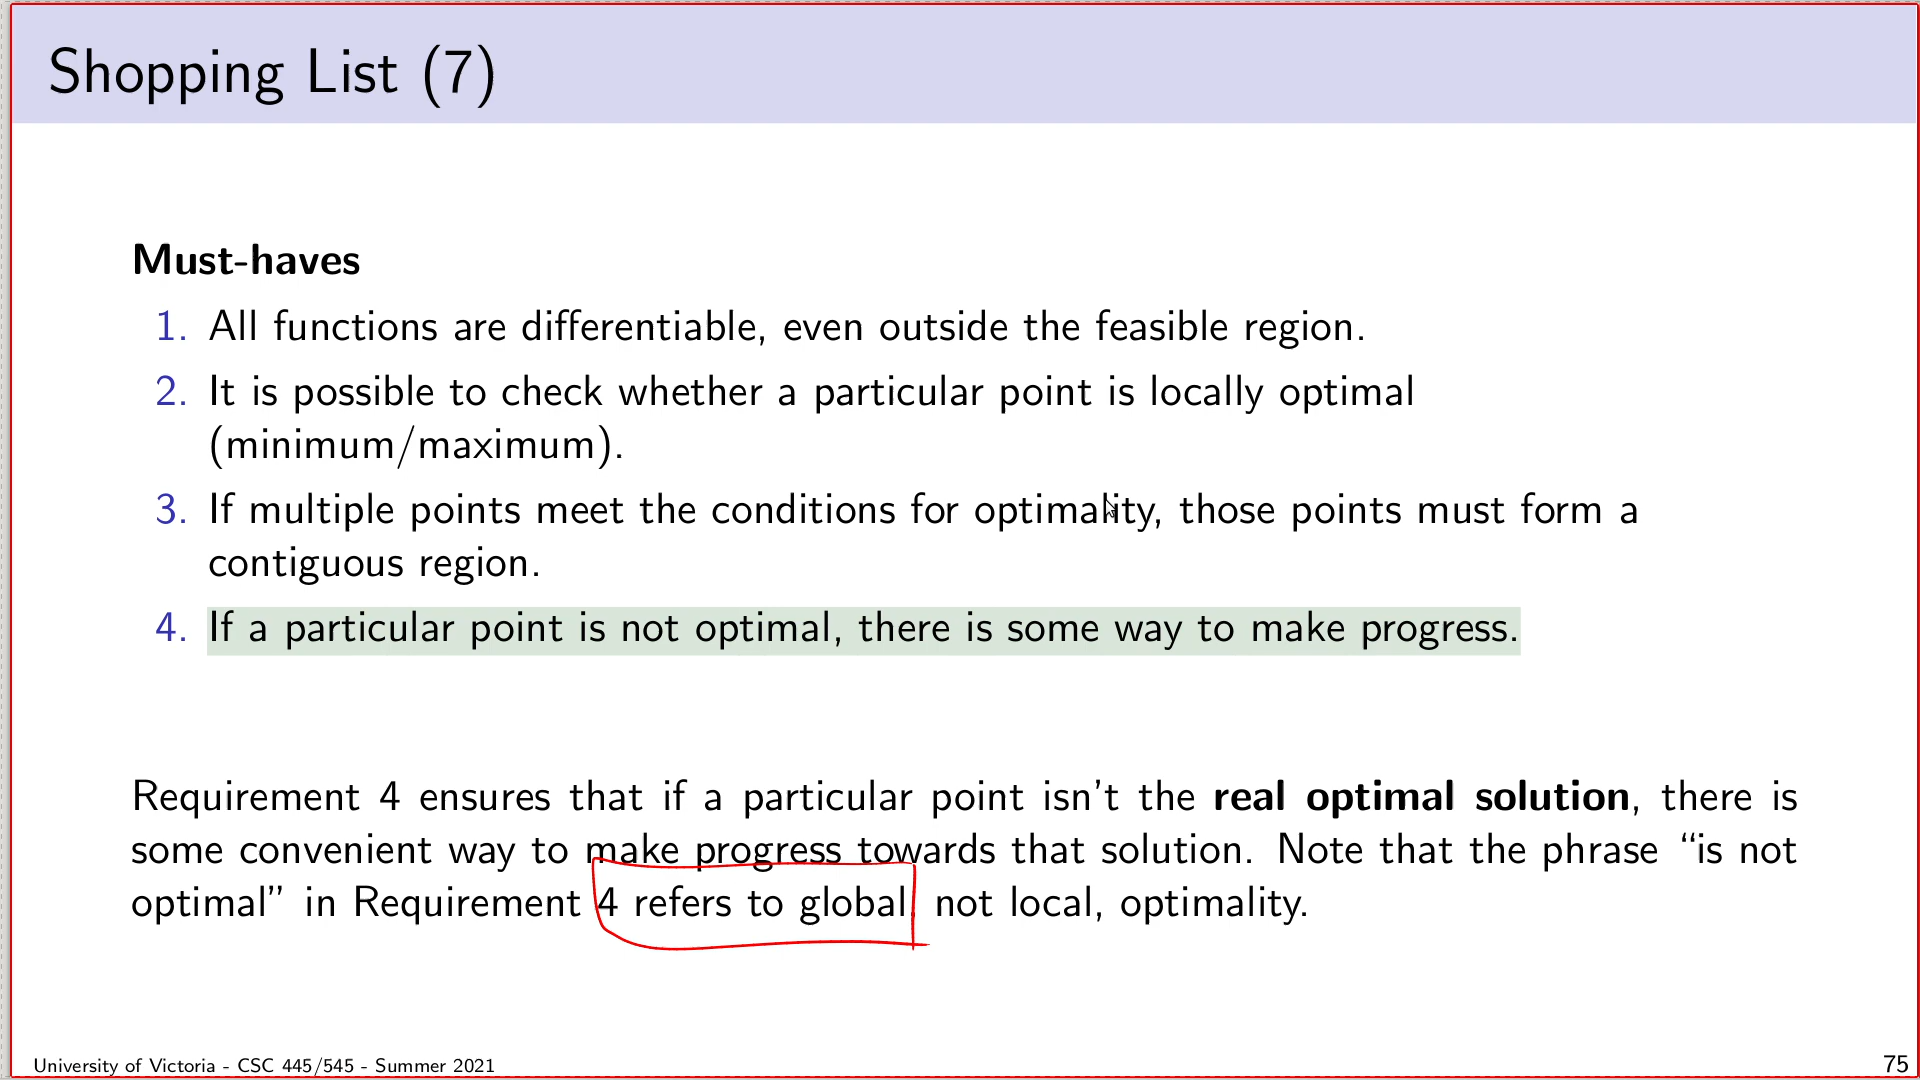 Shopping List (7)
Must-haves
1. All functions are differentiable, even outside the feasible region.
2. It is possible to check whether a particular point is locally optimal
(minimum/maximum).
3. If multiple points meet the conditions for optimality, those points must form a
contiguous region.
4. If a particular point is not optimal, there is some way to make progress.
Requirement 4 ensures that if a particular point isn't the real optimal solution, there is
some convenient way to make progress towards that solution. Note that the phrase “is not
optimal” in Requirement 4 refers to global, not local, optimality.
University of Victoria - CSC 445/545 - Summer 2021
75